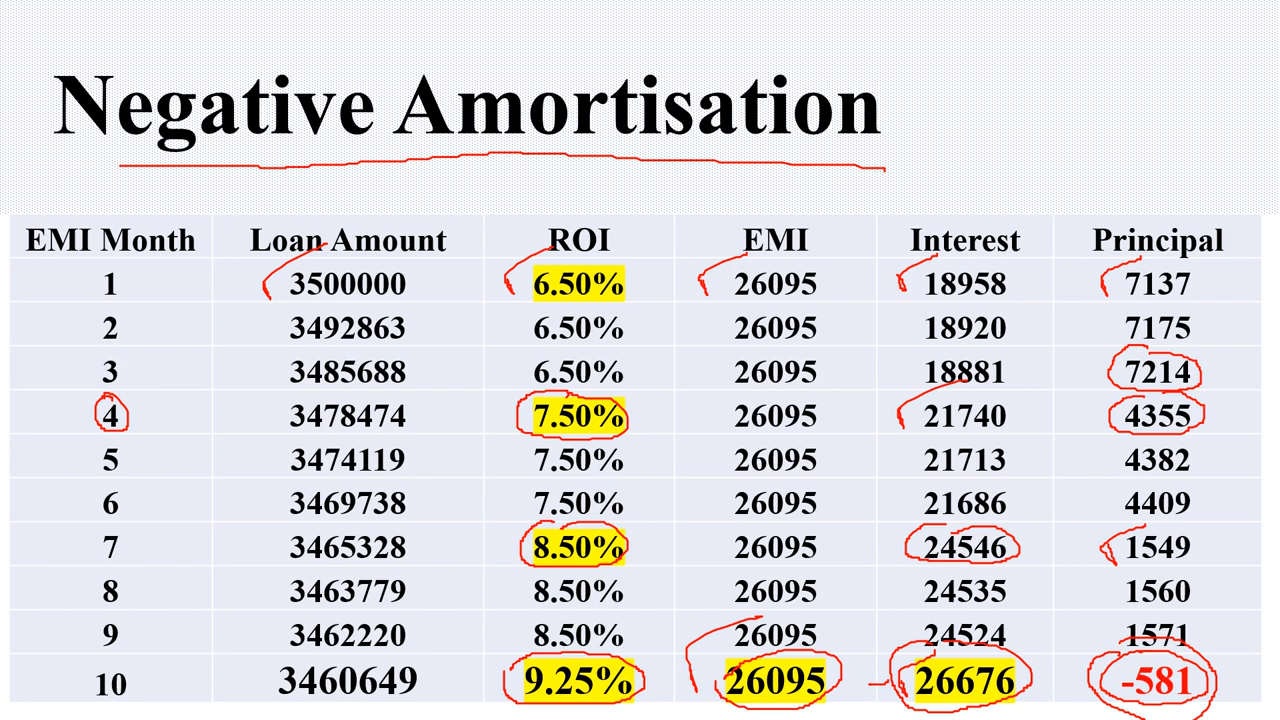 Negative Amortisation
EMI Month Loan Amount ROI EMI Interest Principal
1 3500000 6.50% 26095 18958 7137
2 3492863 6.50% 26095 18920 7175
3 3485688 6.50% 26095 18881 7214
4 3478474 7.50% 26095 21740 4355
5 3474119 7.50% 26095 21713 4382
6 3469738 7.50% 26095 21686 4409
7 3465328 8.50% 26095 24546 1549
8 3463779 8.50% 26095 24535 1560
9 3462220 8.50% 26095 24524 1571
10 3460649 9.25% 26095 26676 -581